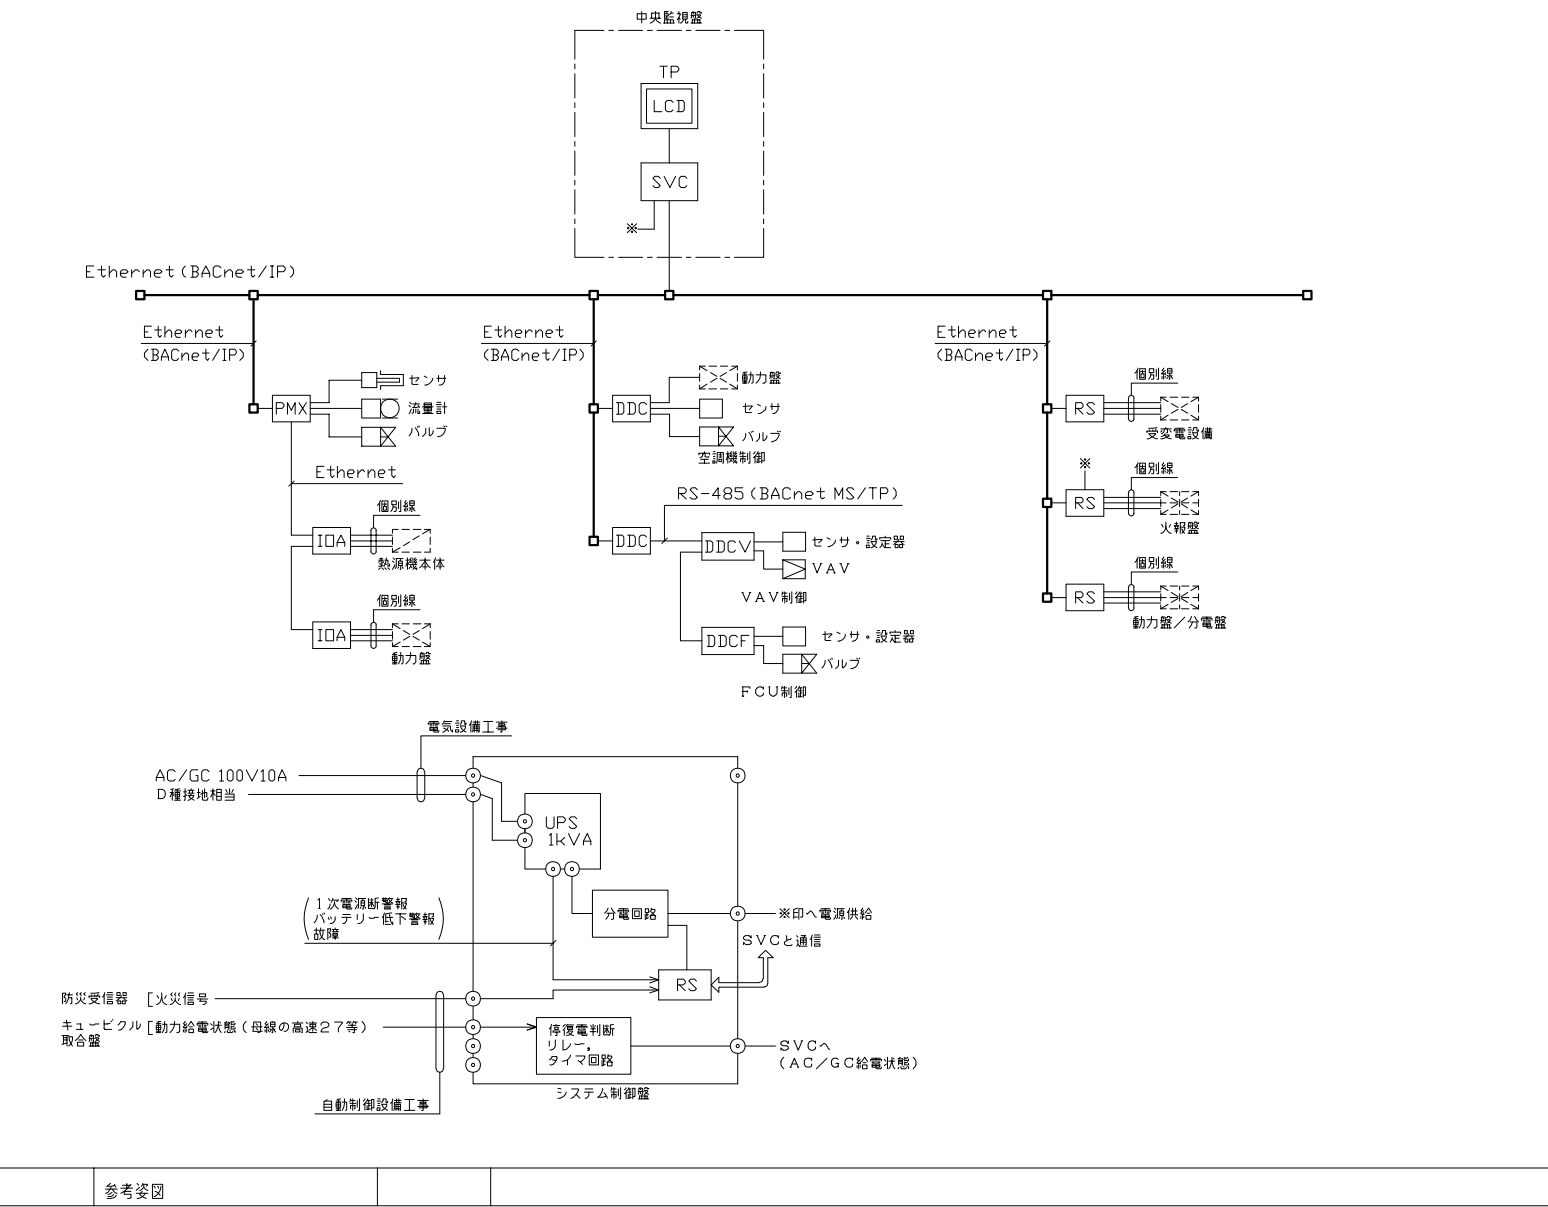 中央監視盤
TP
LCD
SVC
※
Ethernet(BACnet/IP)
Ethernet
(BACnet/IP)
PMX
センサ
流量計
バルブ
Ethernet
IOA
個別線
熱源機本体
IOA
個別線
動力盤
Ethernet
(BACnet/IP)
DDC
動力盤
センサ
バルブ
空調機制御
RS-485(BACnet MS/TP)
DDC
DDCV
センサ・設定器
VAV
VAV制御
DDCF
センサ・設定器
バルブ
FCU制御
Ethernet
(BACnet/IP)
RS
個別線
受変電設備
※
RS
個別線
火報盤
RS
個別線
動力盤/分電盤
電気設備工事
AC/GC 100V10A
D種接地相当
UPS
1kVA
1次電源断警報
バッテリー低下警報
故障
分電回路
※印へ電源供給
SVCと通信
RS
防災受信器 [火災信号
キュービクル[動力給電状態(母線の高速27等)
取合盤
停復電判断
リレー,
タイマ回路
SVCへ
(AC/GC給電状態)
システム制御盤
自動制御設備工事
参考姿図